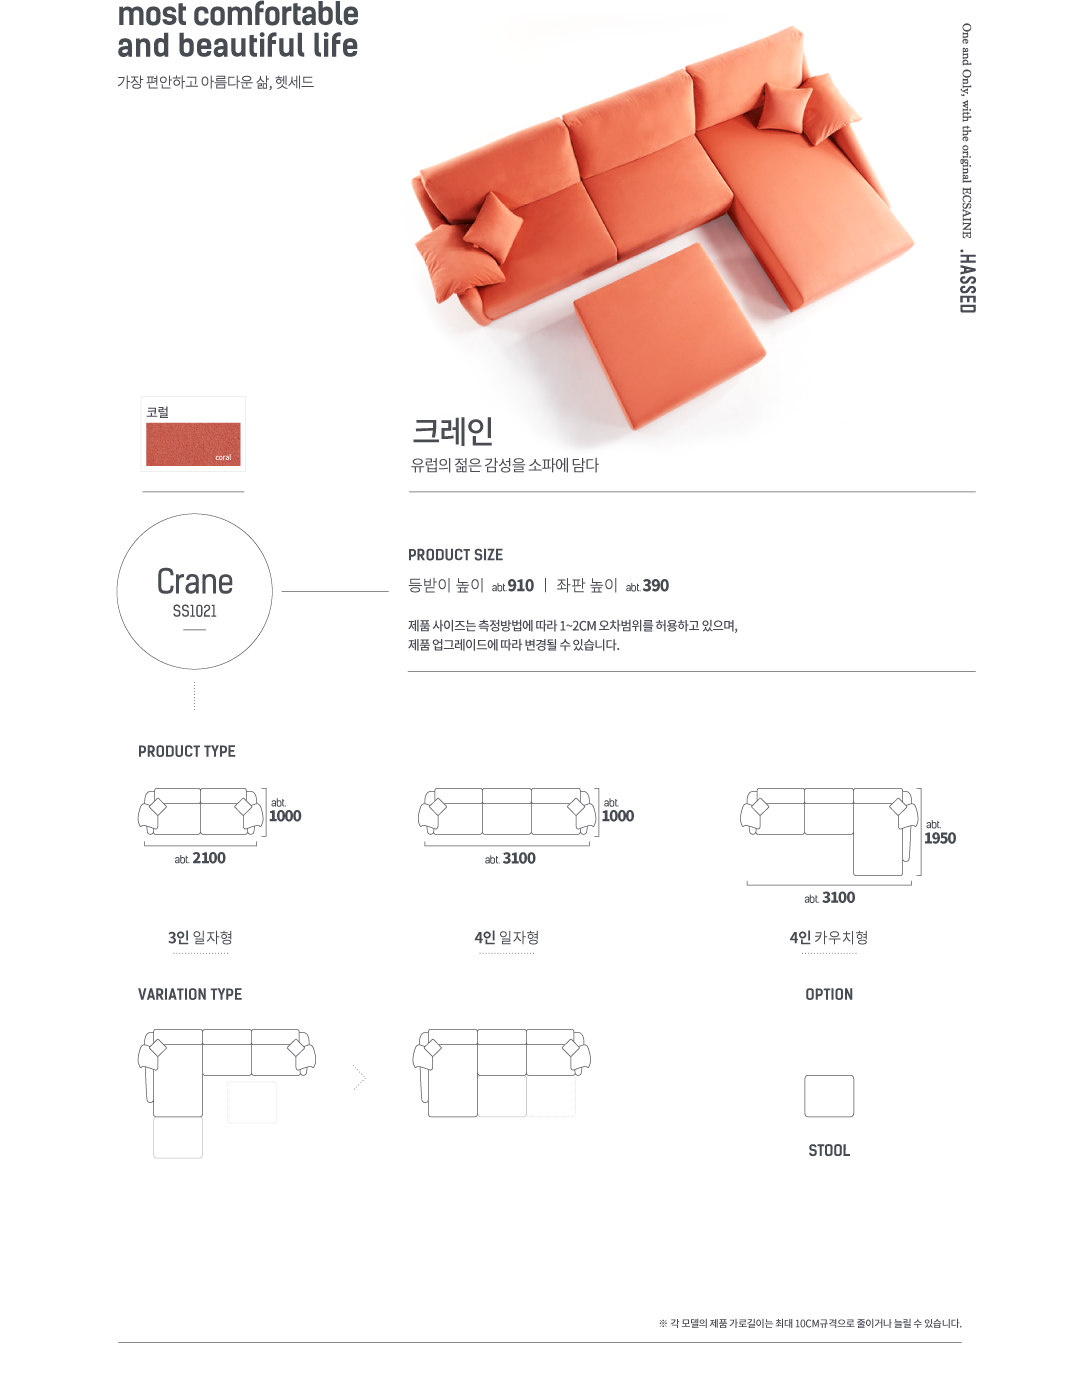 most comfortable
and beautiful life
가장 편안하고 아름다운 삶, 헷세드
One and Only, with the original ECSAINE .HASSED
코럴
coral
크레인
유럽의 젊은 감성을 소파에 담다
Crane
SS1021
PRODUCT SIZE
등받이 높이 abt.910 | 좌판 높이 abt.390
제품 사이즈는 측정방법에 따라 1~2CM 오차범위를 허용하고 있으며,
제품 업그레이드에 따라 변경될 수 있습니다.
PRODUCT TYPE
abt.
1000
abt. 2100
3인 일자형
abt.
1000
abt. 3100
4인 일자형
abt.
1950
abt. 3100
4인 카우치형
VARIATION TYPE
OPTION
STOOL
※ 각 모델의 제품 가로길이는 최대 10CM규격으로 줄이거나 늘릴 수 있습니다.